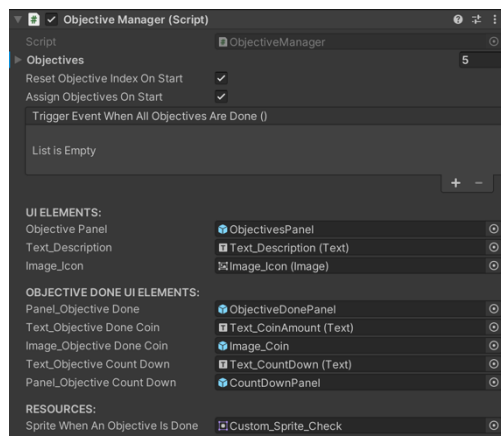 Objective Manager (Script)
Script ObjectiveManager
Objectives 5
Reset Objective Index On Start
Assign Objectives On Start
Trigger Event When All Objectives Are Done ()
List is Empty
+ −
UI ELEMENTS:
Objective Panel ObjectivesPanel
Text_Description Text_Description (Text)
Image_Icon Image_Icon (Image)
OBJECTIVE DONE UI ELEMENTS:
Panel_Objective Done ObjectiveDonePanel
Text_Objective Done Coin Text_CoinAmount (Text)
Image_Objective Done Coin Image_Coin
Text_Objective Count Down Text_CountDown (Text)
Panel_Objective Count Down CountDownPanel
RESOURCES:
Sprite When An Objective Is Done Custom_Sprite_Check